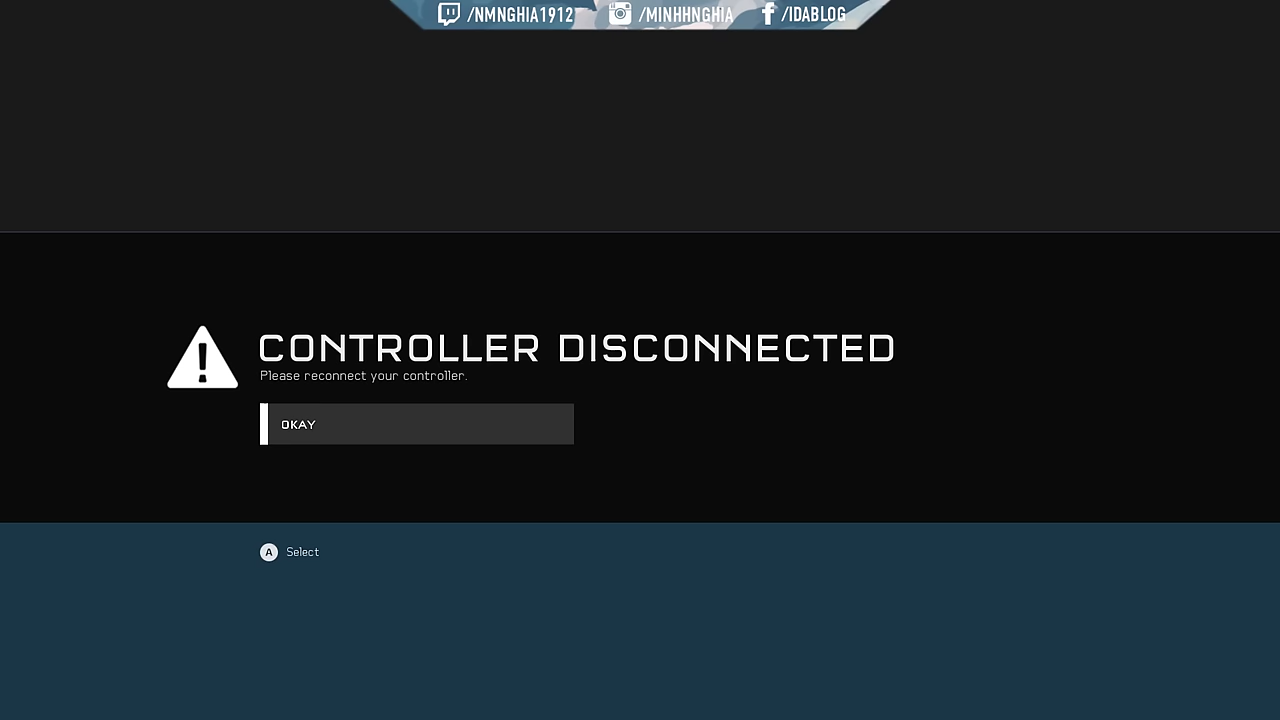 /NMNGHIA1912 /MINHHNGHIA /IDABLOG
CONTROLLER DISCONNECTED
Please reconnect your controller.
OKAY
A Select